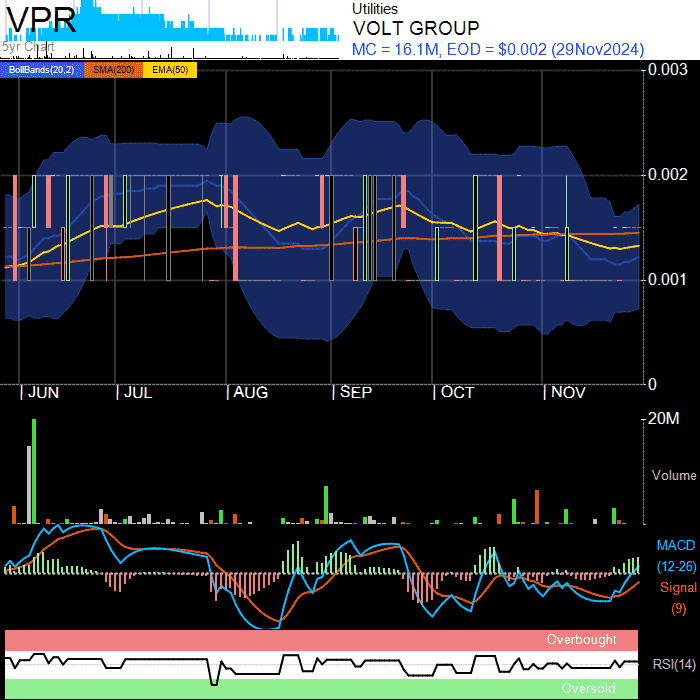 VPR
5yr Chart
Utilities
VOLT GROUP
MC = 16.1M, EOD = $0.002 (29Nov2024)
BollBands(20,2) SMA(200) EMA(50)
0.003
0.002
0.001
0
JUN JUL AUG SEP OCT NOV
20M
Volume
MACD
(12-26)
Signal
(9)
Overbought
RSI(14)
Oversold